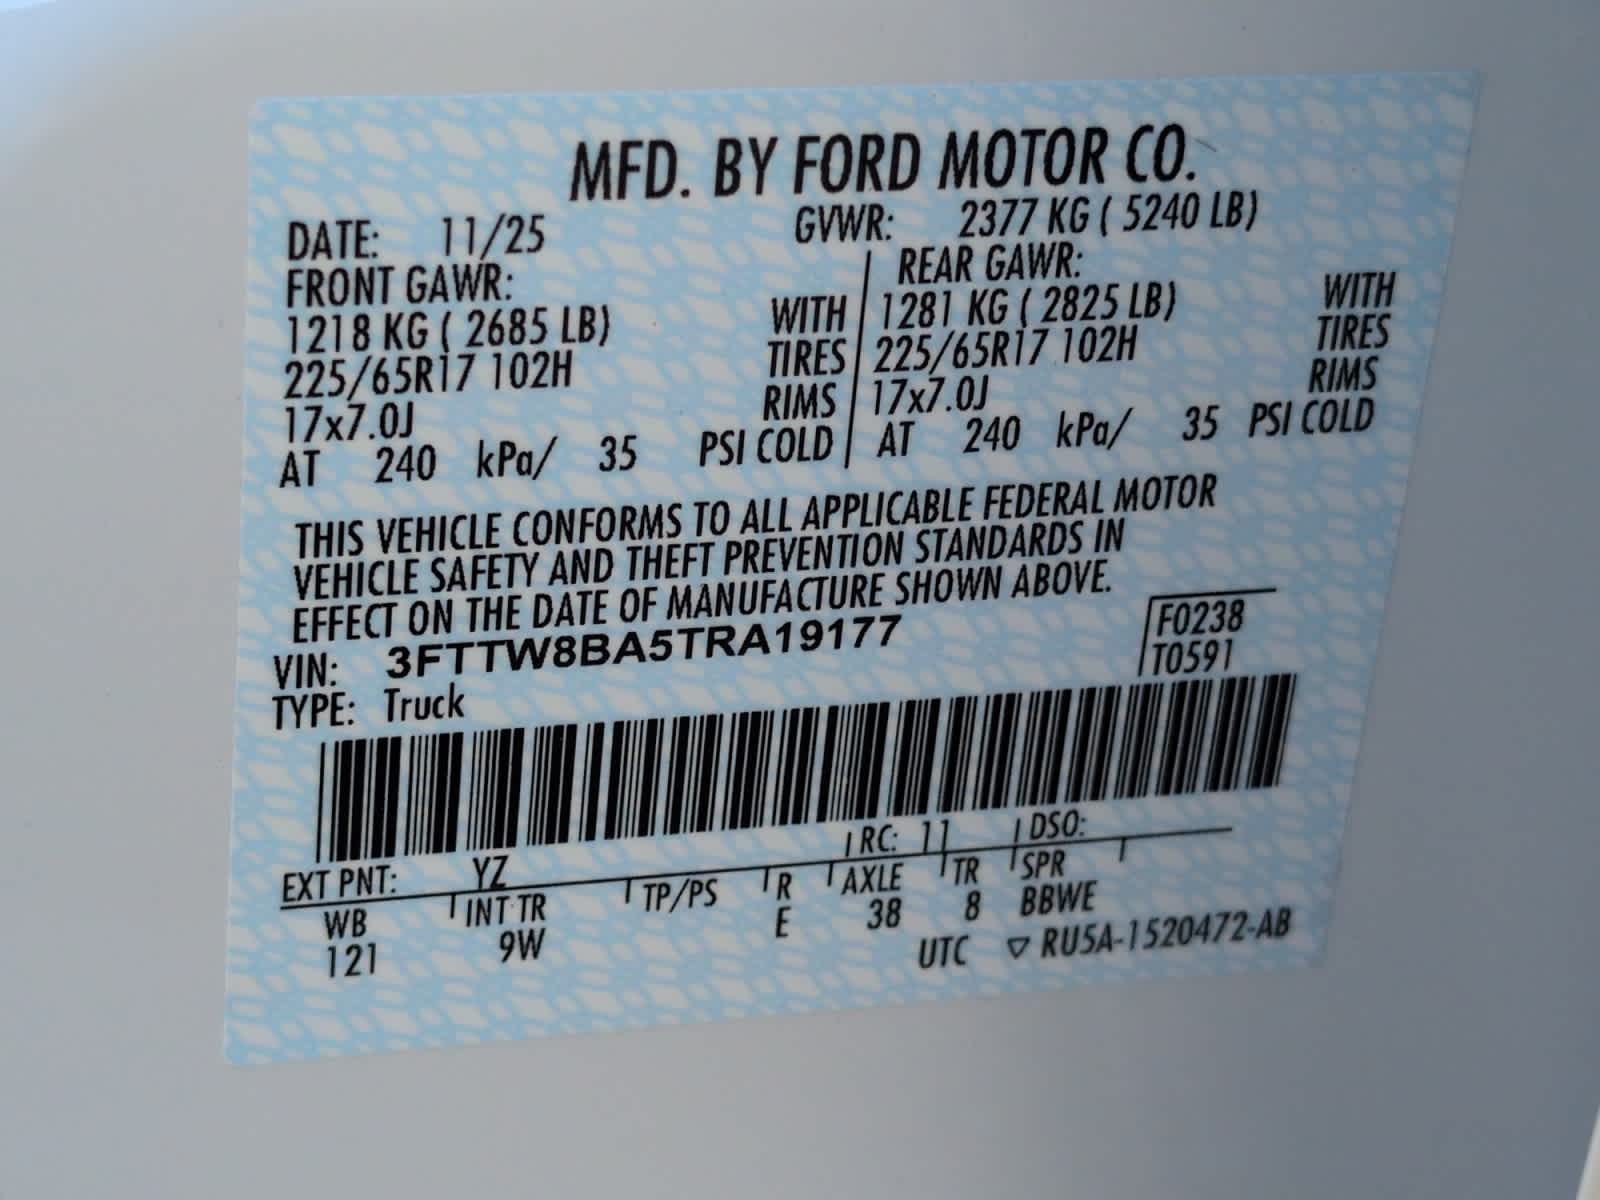 MFD. BY FORD MOTOR CO.
DATE: 11/25 GVWR: 2377 KG ( 5240 LB)
FRONT GAWR: REAR GAWR:
1218 KG ( 2685 LB) WITH 1281 KG ( 2825 LB) WITH
225/65R17 102H TIRES 225/65R17 102H TIRES
17x7.0J RIMS 17x7.0J RIMS
AT 240 kPa/ 35 PSI COLD AT 240 kPa/ 35 PSI COLD
THIS VEHICLE CONFORMS TO ALL APPLICABLE FEDERAL MOTOR
VEHICLE SAFETY AND THEFT PREVENTION STANDARDS IN
EFFECT ON THE DATE OF MANUFACTURE SHOWN ABOVE.
VIN: 3FTTW8BA5TRA19177 F0238
TYPE: Truck T0591
EXT PNT: YZ RC: 11 DSO:
WB INT TR TP/PS R AXLE TR SPR
121 9W E 38 8 BBWE
UTC ▽ RU5A-1520472-AB